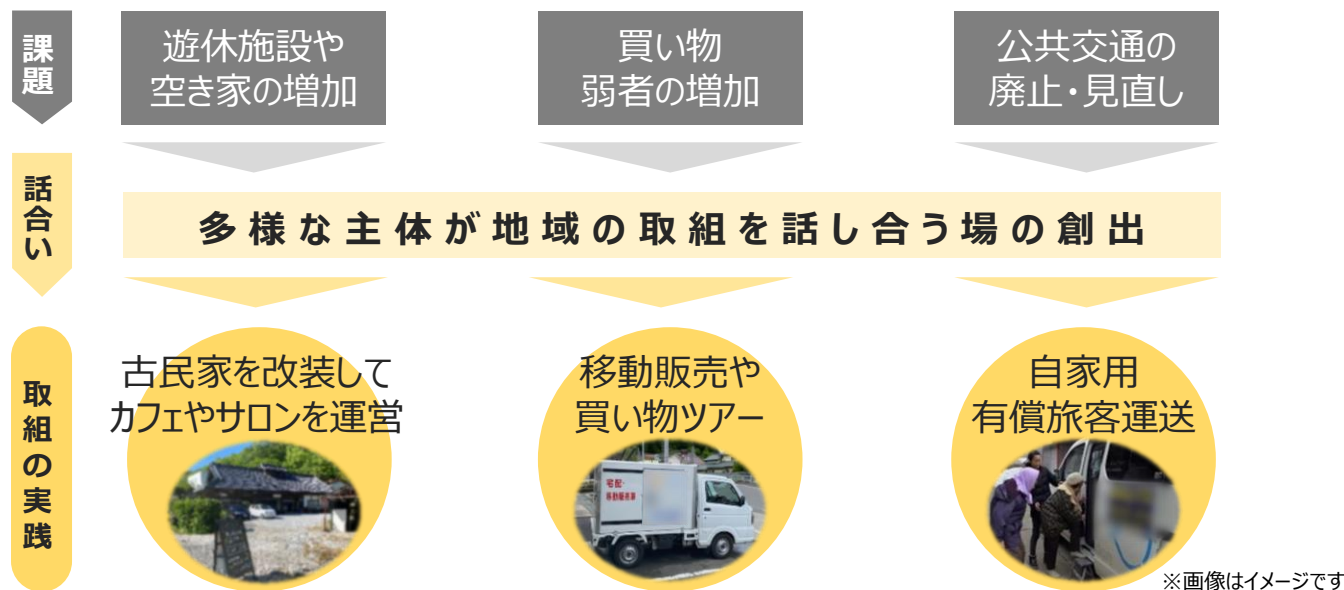 課題
遊休施設や
空き家の増加
買い物
弱者の増加
公共交通の
廃止・見直し
話合い
多様な主体が地域の取組を話し合う場の創出
取組の実践
古民家を改装して
カフェやサロンを運営
移動販売や
買い物ツアー
宅配・
移動販売車
自家用
有償旅客運送
※画像はイメージです